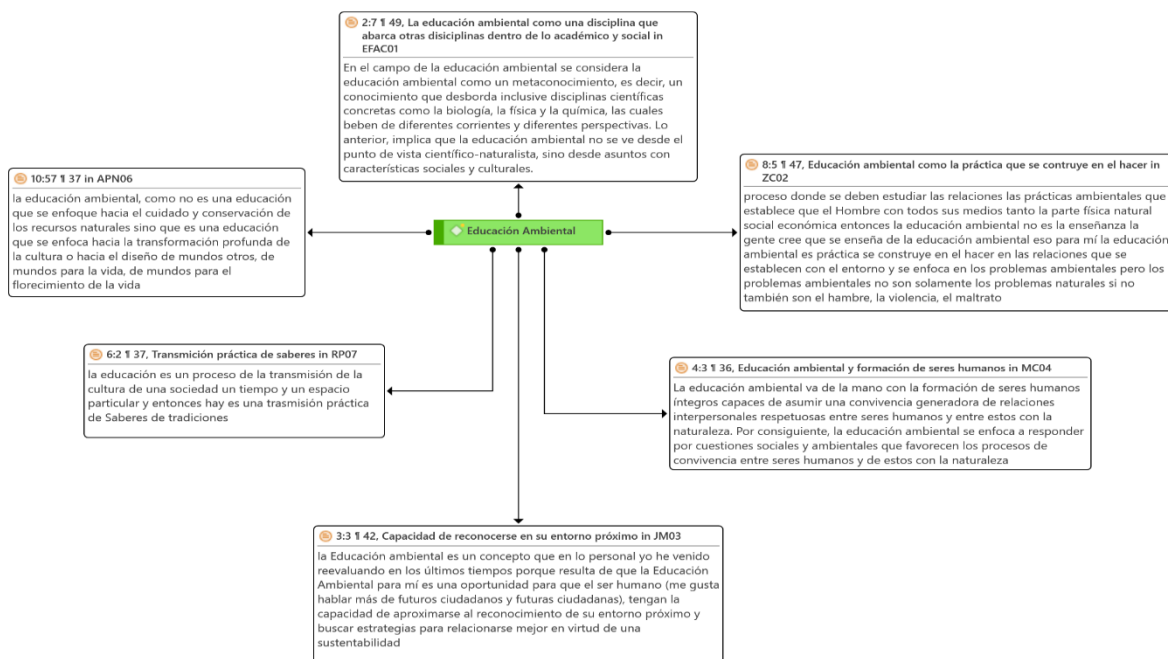 2:7 ¶ 49, La educación ambiental como una disciplina que
abarca otras disiciplinas dentro de lo académico y social in
EFAC01
En el campo de la educación ambiental se considera la
educación ambiental como un metaconocimiento, es decir, un
conocimiento que desborda inclusive disciplinas científicas
concretas como la biología, la física y la química, las cuales
beben de diferentes corrientes y diferentes perspectivas. Lo
anterior, implica que la educación ambiental no se ve desde el
punto de vista científico-naturalista, sino desde asuntos con
características sociales y culturales.
10:57 ¶ 37 in APN06
la educación ambiental, como no es una educación
que se enfoque hacia el cuidado y conservación de
los recursos naturales sino que es una educación
que se enfoca hacia la transformación profunda de
la cultura o hacia el diseño de mundos otros, de
mundos para la vida, de mundos para el
florecimiento de la vida
Educación Ambiental
8:5 ¶ 47, Educación ambiental como la práctica que se contruye en el hacer in
ZC02
proceso donde se deben estudiar las relaciones las prácticas ambientales que
establece que el Hombre con todos sus medios tanto la parte física natural
social económica entonces la educación ambiental no es la enseñanza la
gente cree que se enseña de la educación ambiental eso para mí la educación
ambiental es práctica se construye en el hacer en las relaciones que se
establecen con el entorno y se enfoca en los problemas ambientales pero los
problemas ambientales no son solamente los problemas naturales si no
también son el hambre, la violencia, el maltrato
6:2 ¶ 37, Transmición práctica de saberes in RP07
la educación es un proceso de la transmisión de la
cultura de una sociedad un tiempo y un espacio
particular y entonces hay es una trasmisión práctica
de Saberes de tradiciones
4:3 ¶ 36, Educación ambiental y formación de seres humanos in MC04
La educación ambiental va de la mano con la formación de seres humanos
íntegros capaces de asumir una convivencia generadora de relaciones
interpersonales respetuosas entre seres humanos y entre estos con la
naturaleza. Por consiguiente, la educación ambiental se enfoca a responder
por cuestiones sociales y ambientales que favorecen los procesos de
convivencia entre seres humanos y de estos con la naturaleza
3:3 ¶ 42, Capacidad de reconocerse en su entorno próximo in JM03
la Educación ambiental es un concepto que en lo personal yo he venido
reevaluando en los últimos tiempos porque resulta de que la Educación
Ambiental para mí es una oportunidad para que el ser humano (me gusta
hablar más de futuros ciudadanos y futuras ciudadanas), tengan la
capacidad de aproximarse al reconocimiento de su entorno próximo y
buscar estrategias para relacionarse mejor en virtud de una
sustentabilidad